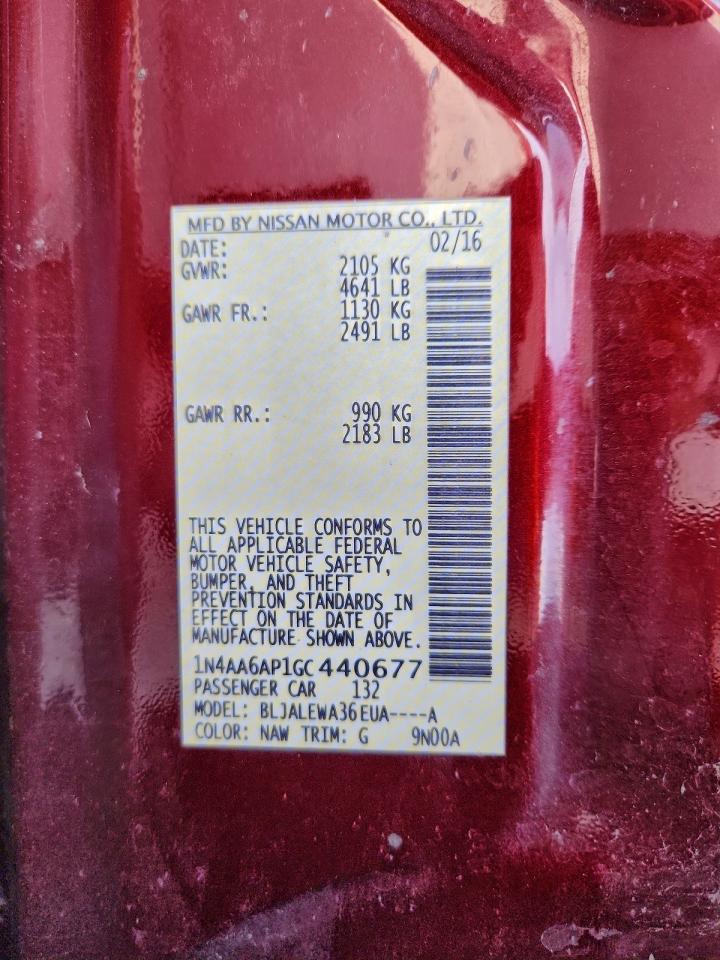 MFD BY NISSAN MOTOR CO., LTD.
DATE: 02/16
GVWR: 2105 KG
4641 LB
GAWR FR.: 1130 KG
2491 LB
GAWR RR.: 990 KG
2183 LB
THIS VEHICLE CONFORMS TO
ALL APPLICABLE FEDERAL
MOTOR VEHICLE SAFETY,
BUMPER, AND THEFT
PREVENTION STANDARDS IN
EFFECT ON THE DATE OF
MANUFACTURE SHOWN ABOVE.
1N4AA6AP1GC440677
PASSENGER CAR 132
MODEL: BLJALEWA36EUA----A
COLOR: NAW TRIM: G 9N00A